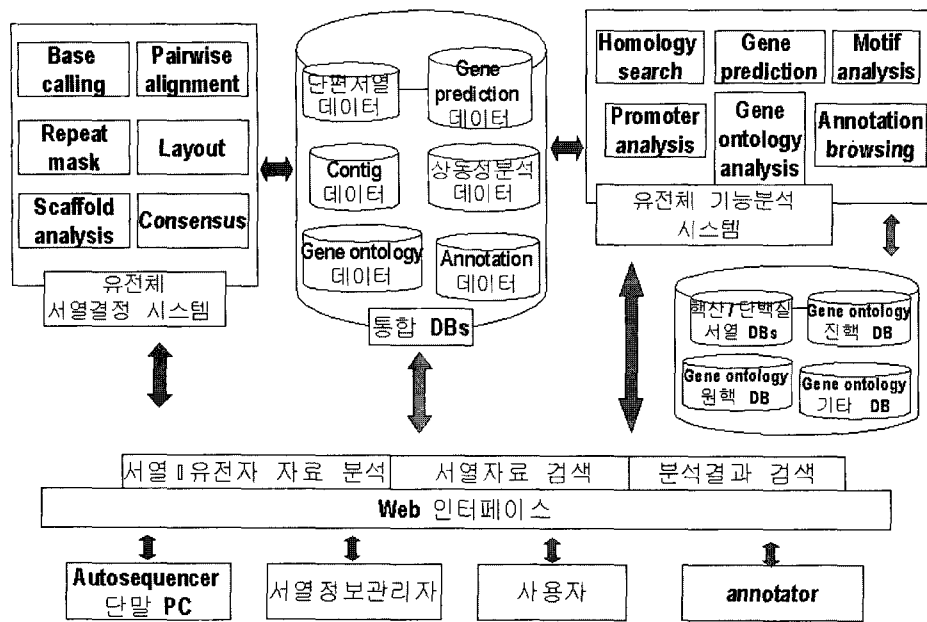 Base calling
Pairwise alignment
Repeat mask
Layout
Scaffold analysis
Consensus
유전체
서열결정 시스템
단편서열
데이터
Gene prediction
데이터
Contig
데이터
상동정분석
데이터
Gene ontology
데이터
Annotation
데이터
통합 DBs
Homology search
Gene prediction
Motif analysis
Promoter analysis
Gene ontology analysis
Annotation browsing
유전체 기능분석
시스템
핵산/단백질
서열 DBs
Gene ontology
진핵 DB
Gene ontology
원핵 DB
Gene ontology
기타 DB
서열 유전자 자료 분석
서열자료 검색
분석결과 검색
Web 인터페이스
Autosequencer
단말 PC
서열정보관리자
사용자
annotator